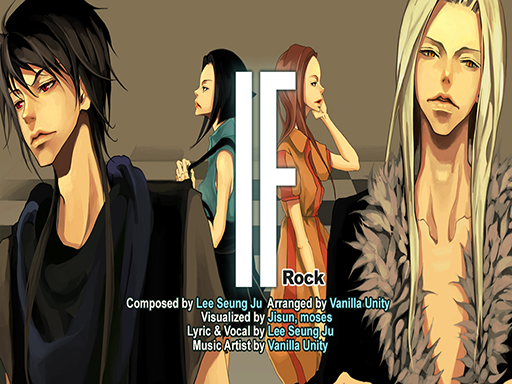 IF
Rock
Composed by Lee Seung Ju Arranged by Vanilla Unity
Visualized by Jisun, moses
Lyric & Vocal by Lee Seung Ju
Music Artist by Vanilla Unity